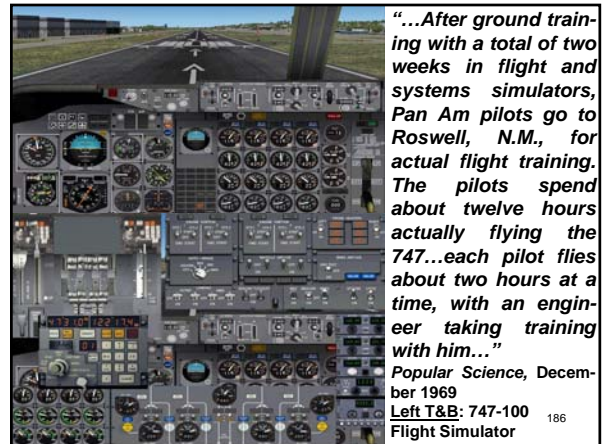 “…After ground train-
ing with a total of two
weeks in flight and
systems simulators,
Pan Am pilots go to
Roswell, N.M., for
actual flight training.
The pilots spend
about twelve hours
actually flying the
747…each pilot flies
about two hours at a
time, with an engin-
eer taking training
with him…”
Popular Science, Decem-
ber 1969
Left T&B: 747-100
Flight Simulator
186